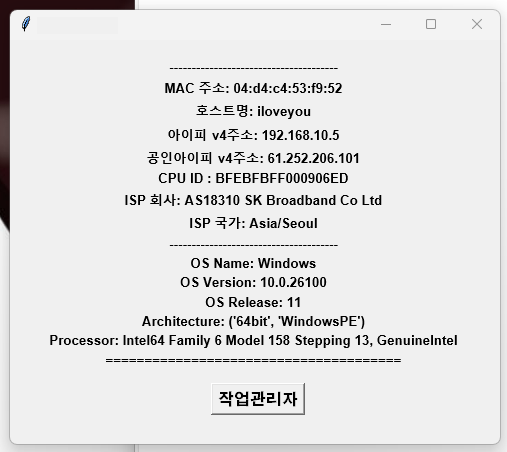 --------------------------------------
MAC 주소: 04:d4:c4:53:f9:52
호스트명: iloveyou
아이피 v4주소: 192.168.10.5
공인아이피 v4주소: 61.252.206.101
CPU ID : BFEBFBFF000906ED
ISP 회사: AS18310 SK Broadband Co Ltd
ISP 국가: Asia/Seoul
--------------------------------------
OS Name: Windows
OS Version: 10.0.26100
OS Release: 11
Architecture: ('64bit', 'WindowsPE')
Processor: Intel64 Family 6 Model 158 Stepping 13, GenuineIntel
=====================================
작업관리자